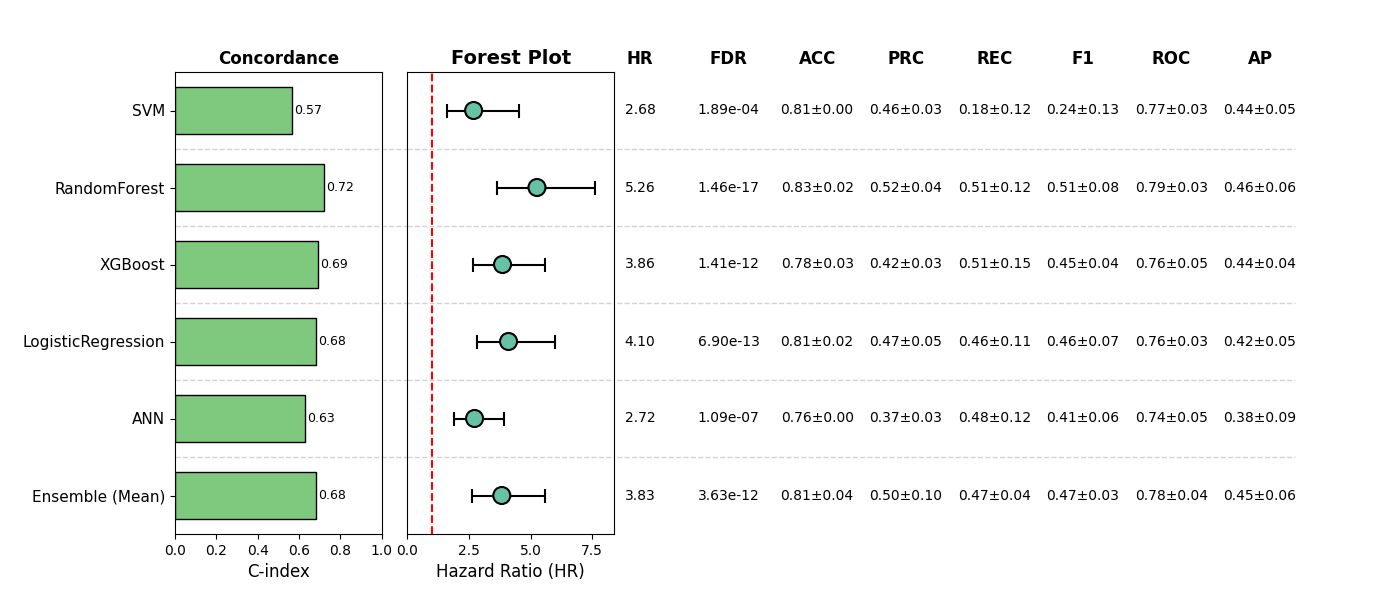 Concordance Forest Plot HR FDR ACC PRC REC F1 ROC AP
SVM 0.57 2.68 1.89e-04 0.81±0.00 0.46±0.03 0.18±0.12 0.24±0.13 0.77±0.03 0.44±0.05
RandomForest 0.72 5.26 1.46e-17 0.83±0.02 0.52±0.04 0.51±0.12 0.51±0.08 0.79±0.03 0.46±0.06
XGBoost 0.69 3.86 1.41e-12 0.78±0.03 0.42±0.03 0.51±0.15 0.45±0.04 0.76±0.05 0.44±0.04
LogisticRegression 0.68 4.10 6.90e-13 0.81±0.02 0.47±0.05 0.46±0.11 0.46±0.07 0.76±0.03 0.42±0.05
ANN 0.63 2.72 1.09e-07 0.76±0.00 0.37±0.03 0.48±0.12 0.41±0.06 0.74±0.05 0.38±0.09
Ensemble (Mean) 0.68 3.83 3.63e-12 0.81±0.04 0.50±0.10 0.47±0.04 0.47±0.03 0.78±0.04 0.45±0.06
0.0 0.2 0.4 0.6 0.8 1.0 0.0 2.5 5.0 7.5
C-index Hazard Ratio (HR)